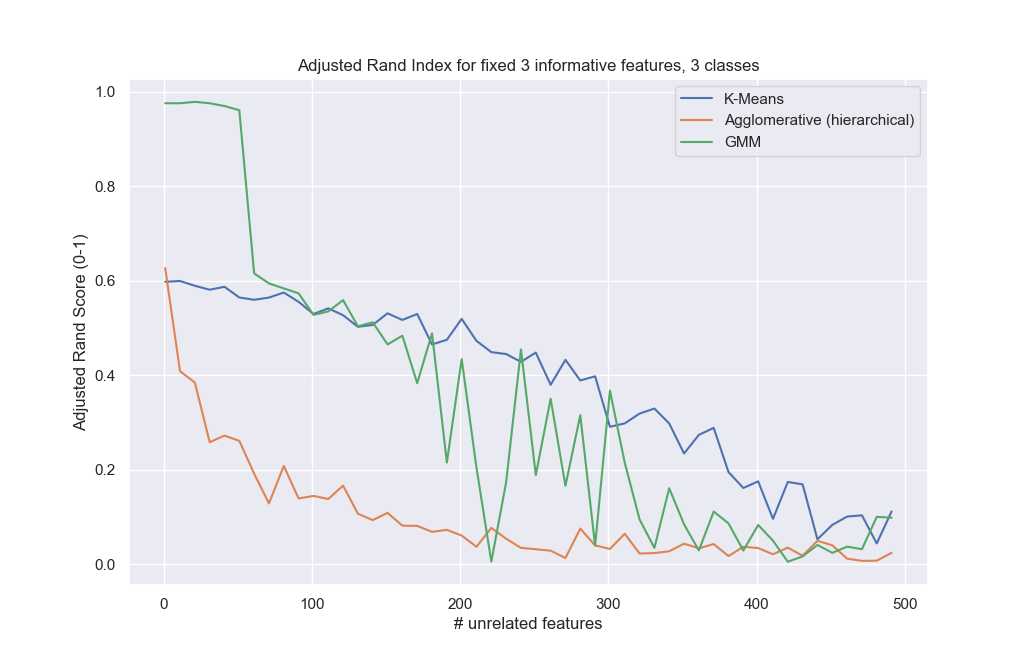 Adjusted Rand Index for fixed 3 informative features, 3 classes
K-Means
Agglomerative (hierarchical)
GMM
Adjusted Rand Score (0-1)
1.0
0.8
0.6
0.4
0.2
0.0
0 100 200 300 400 500
# unrelated features